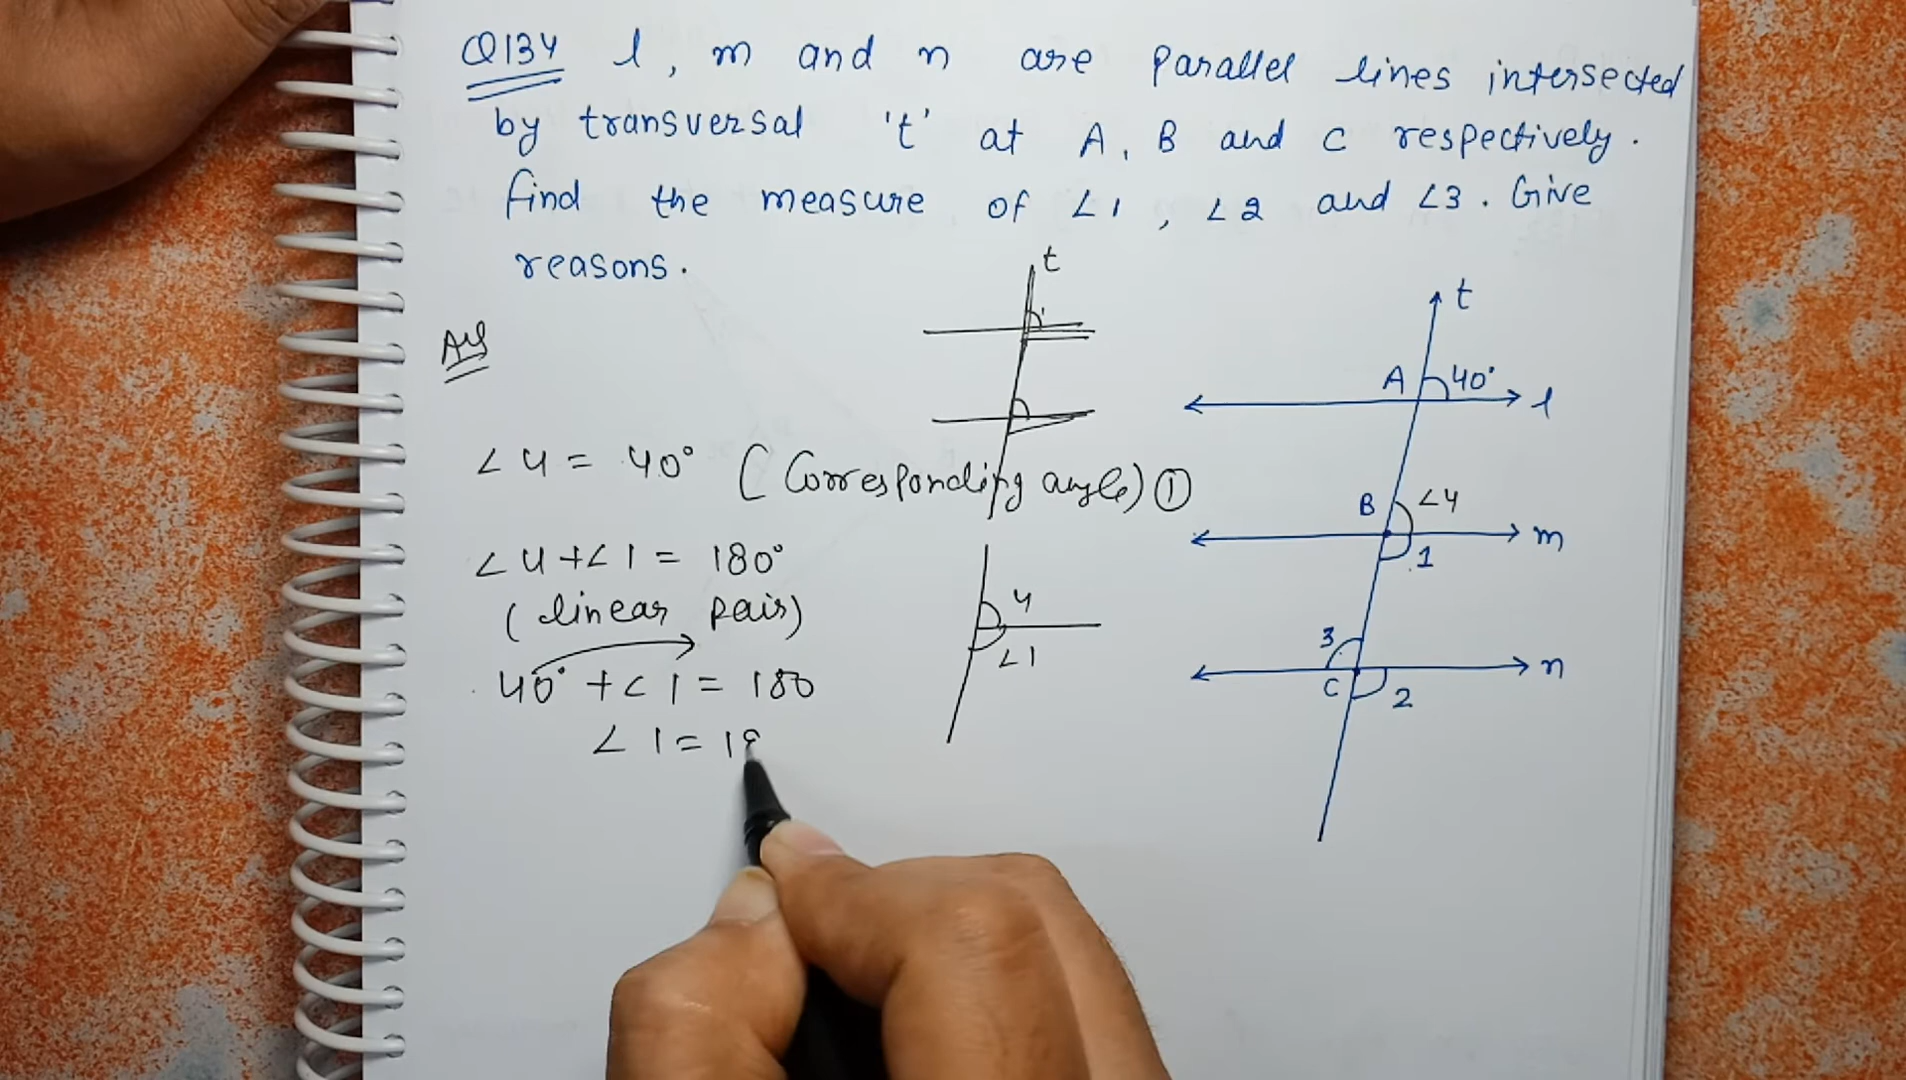 Q134 l, m and n are parallel lines intersected
by transversal 't' at A, B and C respectively.
find the measure of ∠1, ∠2 and ∠3. Give
reasons.
Ans
t
∠4 = 40° (Corresponding angle) ①
∠4 + ∠1 = 180°
(linear pair)
40° + ∠1 = 180
∠1 = 18
4
∠1
t
A 40°
l
B ∠4
m
1
3
n
C 2